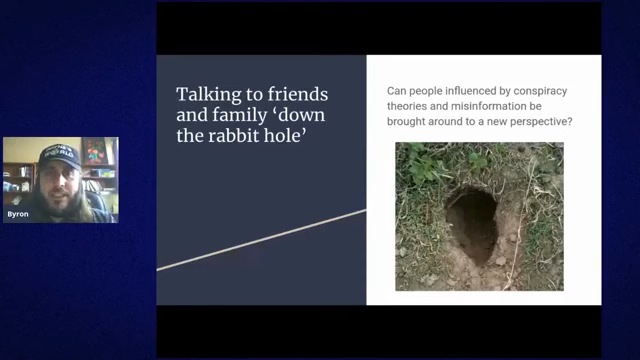 Talking to friends
and family ‘down
the rabbit hole’
Can people influenced by conspiracy
theories and misinformation be
brought around to a new perspective?
Byron